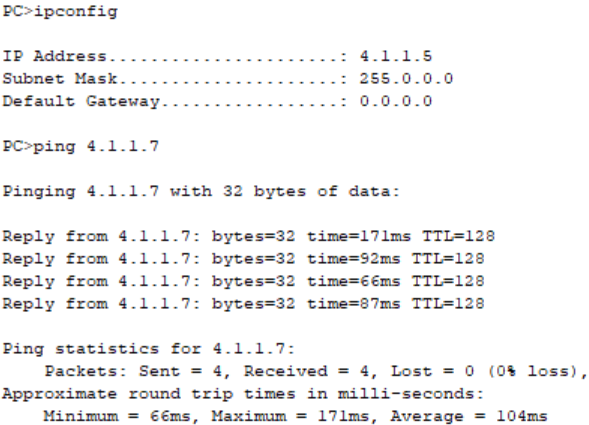 PC>ipconfig
IP Address......................: 4.1.1.5
Subnet Mask.....................: 255.0.0.0
Default Gateway.................: 0.0.0.0
PC>ping 4.1.1.7
Pinging 4.1.1.7 with 32 bytes of data:
Reply from 4.1.1.7: bytes=32 time=171ms TTL=128
Reply from 4.1.1.7: bytes=32 time=92ms TTL=128
Reply from 4.1.1.7: bytes=32 time=66ms TTL=128
Reply from 4.1.1.7: bytes=32 time=87ms TTL=128
Ping statistics for 4.1.1.7:
Packets: Sent = 4, Received = 4, Lost = 0 (0% loss),
Approximate round trip times in milli-seconds:
Minimum = 66ms, Maximum = 171ms, Average = 104ms